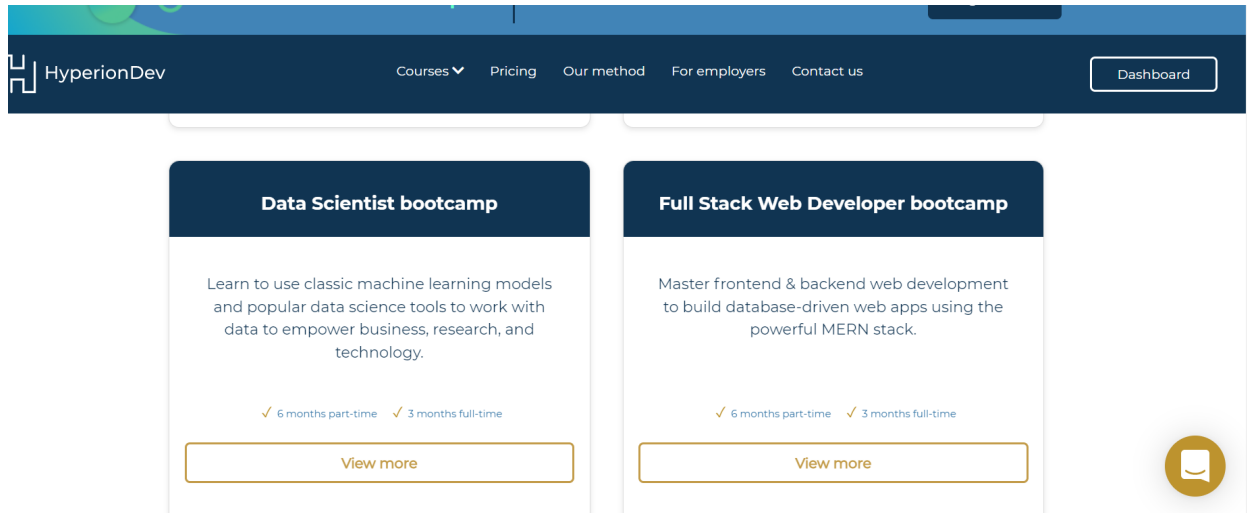 HyperionDev
Courses Pricing Our method For employers Contact us
Dashboard
Data Scientist bootcamp
Learn to use classic machine learning models
and popular data science tools to work with
data to empower business, research, and
technology.
✓ 6 months part-time ✓ 3 months full-time
View more
Full Stack Web Developer bootcamp
Master frontend & backend web development
to build database-driven web apps using the
powerful MERN stack.
✓ 6 months part-time ✓ 3 months full-time
View more